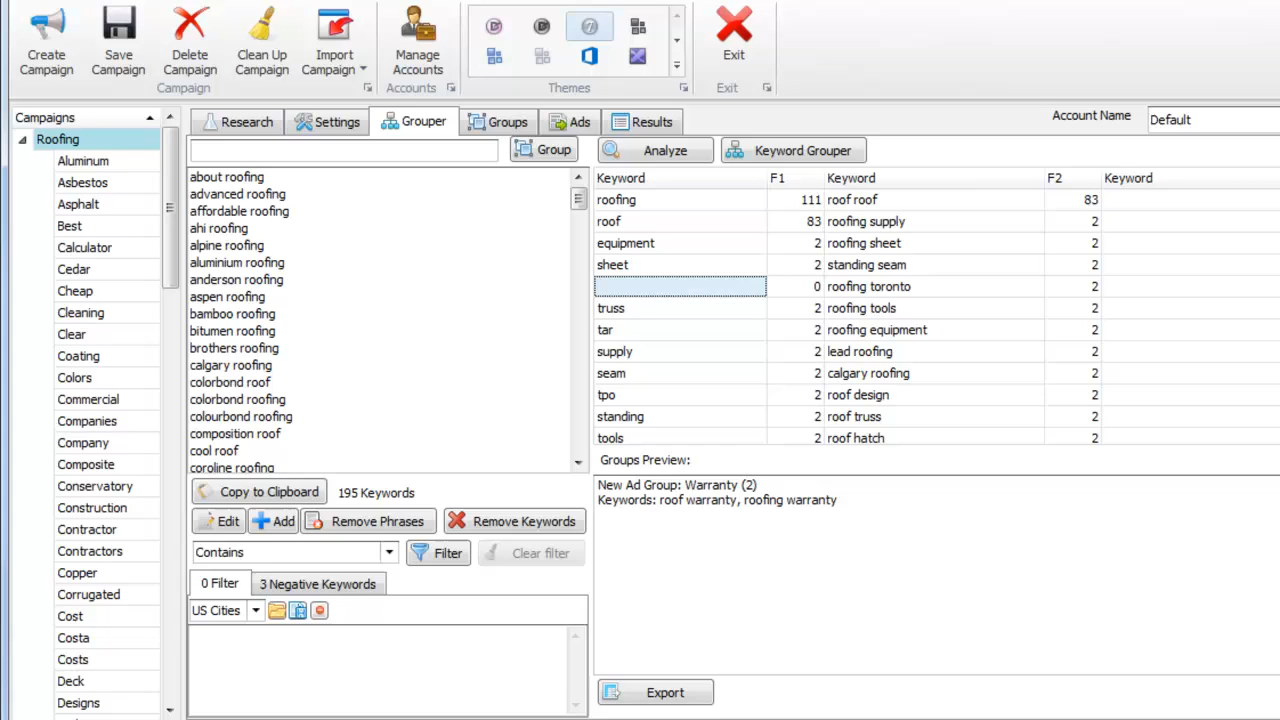 Create Campaign
Save Campaign
Delete Campaign
Clean Up Campaign
Import Campaign
Manage Accounts
Exit
Campaign
Accounts
Themes
Exit
Campaigns
Research
Settings
Grouper
Groups
Ads
Results
Account Name
Default
Roofing
Aluminum
Asbestos
Asphalt
Best
Calculator
Cedar
Cheap
Cleaning
Clear
Coating
Colors
Commercial
Companies
Company
Composite
Conservatory
Construction
Contractor
Contractors
Copper
Corrugated
Cost
Costa
Costs
Deck
Designs
Group
Analyze
Keyword Grouper
about roofing
advanced roofing
affordable roofing
ahi roofing
alpine roofing
aluminium roofing
anderson roofing
aspen roofing
bamboo roofing
bitumen roofing
brothers roofing
calgary roofing
colorbond roof
colorbond roofing
colourbond roofing
composition roof
cool roof
coroline roofing
Copy to Clipboard
195 Keywords
Edit
Add
Remove Phrases
Remove Keywords
Contains
Filter
Clear filter
0 Filter
3 Negative Keywords
US Cities
Keyword F1 Keyword F2 Keyword
roofing 111 roof roof 83
roof 83 roofing supply 2
equipment 2 roofing sheet 2
sheet 2 standing seam 2
0 roofing toronto 2
truss 2 roofing tools 2
tar 2 roofing equipment 2
supply 2 lead roofing 2
seam 2 calgary roofing 2
tpo 2 roof design 2
standing 2 roof truss 2
tools 2 roof hatch 2
Groups Preview:
New Ad Group: Warranty (2)
Keywords: roof warranty, roofing warranty
Export